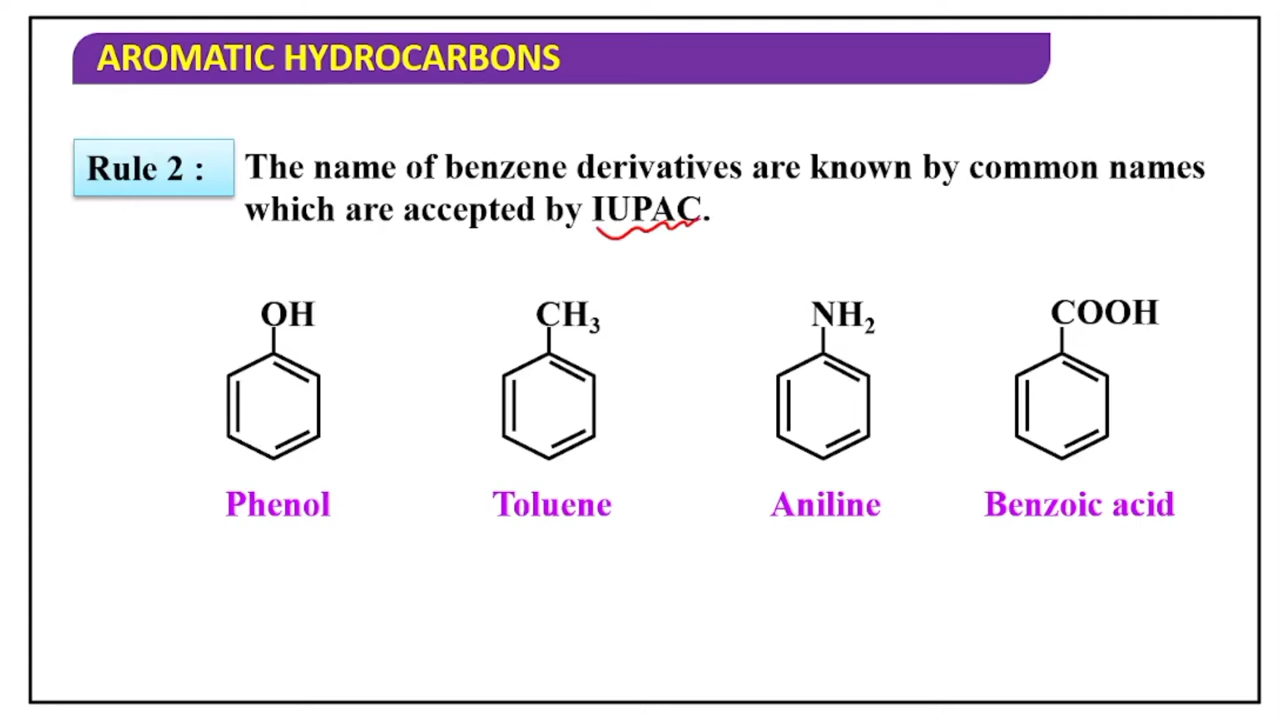 AROMATIC HYDROCARBONS
Rule 2 :
The name of benzene derivatives are known by common names
which are accepted by IUPAC.
OH CH₃ NH₂ COOH
Phenol Toluene Aniline Benzoic acid